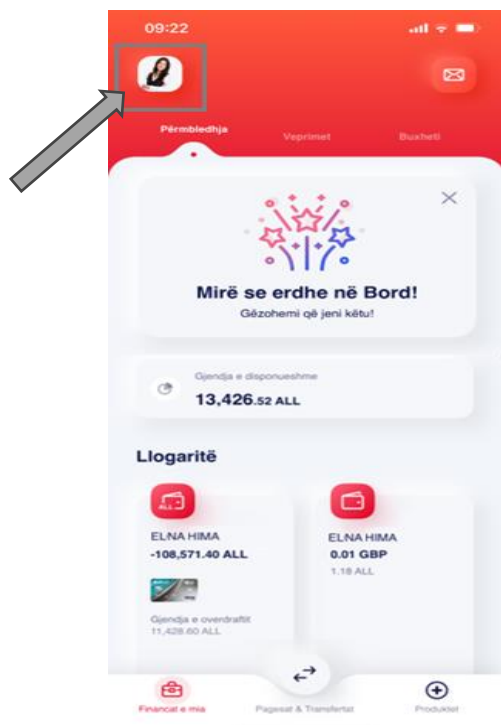 09:22
Përmbledhja
Veprimet
Buxheti
Mirë se erdhe në Bord!
Gëzohemi që jeni këtu!
Gjendja e disponueshme
13,426.52 ALL
Llogaritë
ALL
ELNA HIMA
-108,571.40 ALL
Gjendja e overdraftit
11,428.60 ALL
ELNA HIMA
0.01 GBP
1.18 ALL
Financat e mia
Pagesat & Transfertat
Produktet